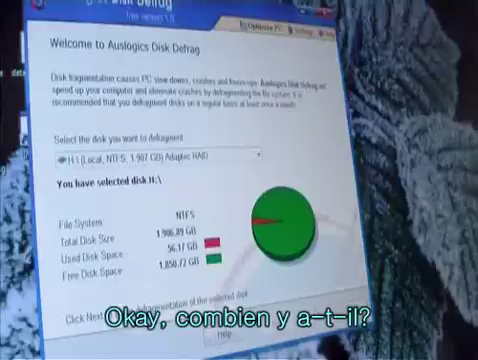 Disk Defrag
free version 1.5
Optimize PC
Welcome to Auslogics Disk Defrag
Disk fragmentation causes PC slow downs, crashes and freeze-ups. Auslogics Disk Defrag
speed up your computer and eliminate crashes by defragmenting the file system. It is
recommended that you defragment disks on a regular basis at least once a week.
Select the disk you want to defragment
H:\ (Local, NTFS, 1.907 GB) Adaptec RAID
You have selected disk H:\
File System: NTFS
Total Disk Size 1.906,89 GB
Used Disk Space 56,17 GB
Free Disk Space 1.850,72 GB
Click Next defragmentation of the selected disk
Okay, combien y a-t-il?
Help